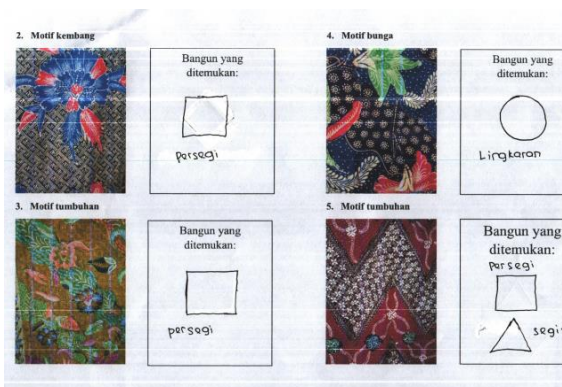 2. Motif kembang
Bangun yang
ditemukan:
persegi
4. Motif bunga
Bangun yang
ditemukan:
Lingkaran
3. Motif tumbuhan
Bangun yang
ditemukan:
persegi
5. Motif tumbuhan
Bangun yang
ditemukan:
persegi